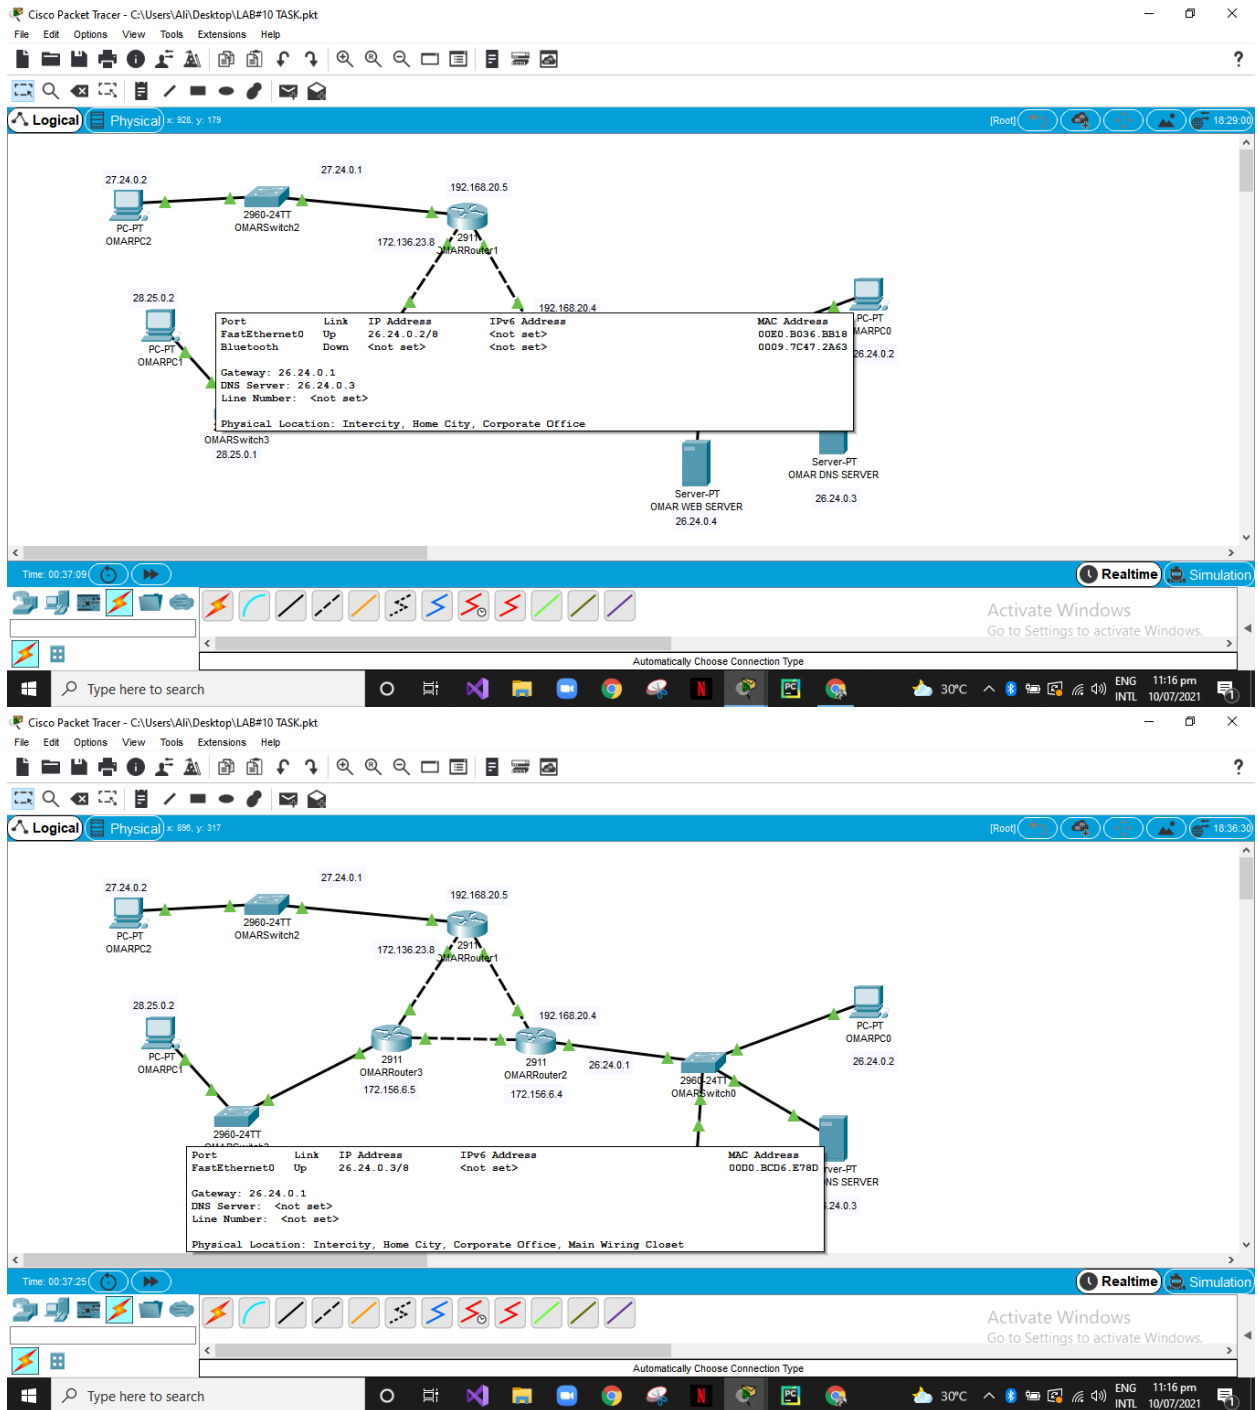 Cisco Packet Tracer - C:\Users\Ali\Desktop\LAB#10 TASK.pkt
File Edit Options View Tools Extensions Help
?
Logical Physical x: 928, y: 179 [Root] 18:29:00
27.24.0.1
27.24.0.2
192.168.20.5
PC-PT
OMARPC2
2960-24TT
OMARSwitch2
172.136.23.8
2911
OMARRouter1
28.25.0.2
192.168.20.4
PC-PT
OMARPC1
PC-PT
MARPC0
26.24.0.2
Port Link IP Address IPv6 Address MAC Address
FastEthernet0 Up 26.24.0.2/8 <not set> 00E0.B036.BB18
Bluetooth Down <not set> <not set> 0009.7C47.2A63
Gateway: 26.24.0.1
DNS Server: 26.24.0.3
Line Number: <not set>
Physical Location: Intercity, Home City, Corporate Office
OMARSwitch3
28.25.0.1
Server-PT
OMAR DNS SERVER
26.24.0.3
Server-PT
OMAR WEB SERVER
26.24.0.4
Time: 00:37:09 Realtime Simulation
Activate Windows
Go to Settings to activate Windows.
Automatically Choose Connection Type
Type here to search 30°C ENG INTL 11:16 pm 10/07/2021
Cisco Packet Tracer - C:\Users\Ali\Desktop\LAB#10 TASK.pkt
File Edit Options View Tools Extensions Help
?
Logical Physical x: 896, y: 317 [Root] 18:36:30
27.24.0.1
27.24.0.2
192.168.20.5
PC-PT
OMARPC2
2960-24TT
OMARSwitch2
172.136.23.8
2911
OMARRouter1
28.25.0.2
192.168.20.4
PC-PT
OMARPC1
2911
OMARRouter3
172.156.6.5
2911
OMARRouter2
172.156.6.4
26.24.0.1
2960-24TT
OMARSwitch0
PC-PT
OMARPC0
26.24.0.2
2960-24TT
Port Link IP Address IPv6 Address MAC Address
FastEthernet0 Up 26.24.0.3/8 <not set> 00D0.BCD6.E78D
Gateway: 26.24.0.1
DNS Server: <not set>
Line Number: <not set>
Physical Location: Intercity, Home City, Corporate Office, Main Wiring Closet
rver-PT
NS SERVER
.24.0.3
Time: 00:37:25 Realtime Simulation
Activate Windows
Go to Settings to activate Windows.
Automatically Choose Connection Type
Type here to search 30°C ENG INTL 11:16 pm 10/07/2021